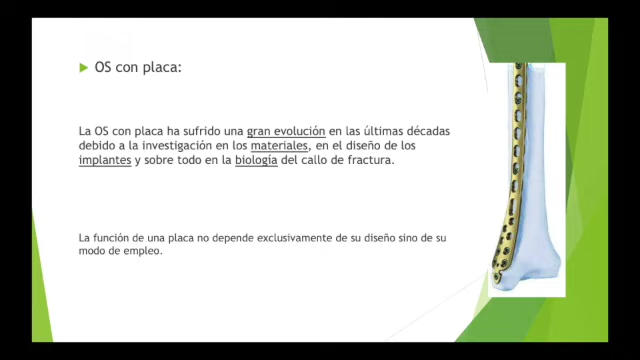 OS con placa:
La OS con placa ha sufrido una gran evolución en las últimas décadas
debido a la investigación en los materiales, en el diseño de los
implantes y sobre todo en la biología del callo de fractura.
La función de una placa no depende exclusivamente de su diseño sino de su
modo de empleo.